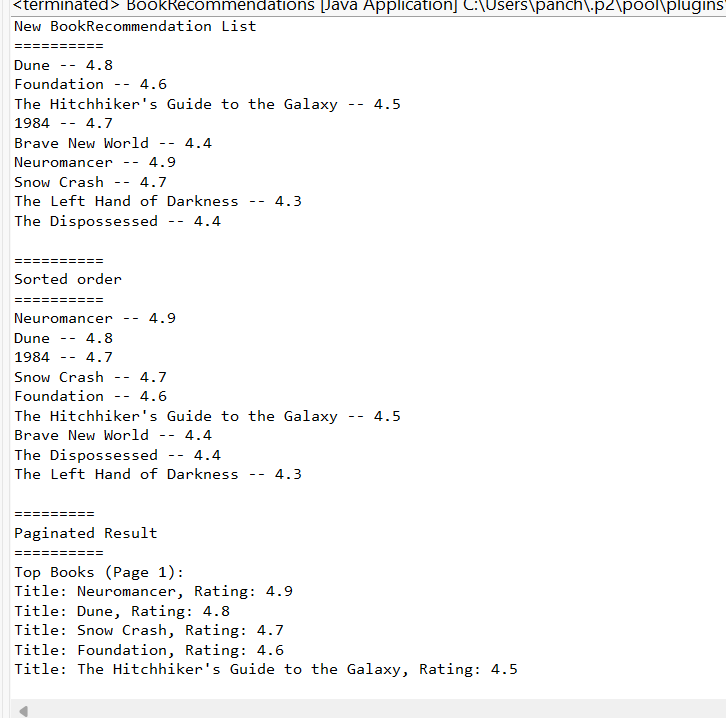 <terminated> BookRecommendations [Java Application] C:\Users\panch\.p2\pool\plugins
New BookRecommendation List
==========
Dune -- 4.8
Foundation -- 4.6
The Hitchhiker's Guide to the Galaxy -- 4.5
1984 -- 4.7
Brave New World -- 4.4
Neuromancer -- 4.9
Snow Crash -- 4.7
The Left Hand of Darkness -- 4.3
The Dispossessed -- 4.4
==========
Sorted order
==========
Neuromancer -- 4.9
Dune -- 4.8
1984 -- 4.7
Snow Crash -- 4.7
Foundation -- 4.6
The Hitchhiker's Guide to the Galaxy -- 4.5
Brave New World -- 4.4
The Dispossessed -- 4.4
The Left Hand of Darkness -- 4.3
=========
Paginated Result
==========
Top Books (Page 1):
Title: Neuromancer, Rating: 4.9
Title: Dune, Rating: 4.8
Title: Snow Crash, Rating: 4.7
Title: Foundation, Rating: 4.6
Title: The Hitchhiker's Guide to the Galaxy, Rating: 4.5